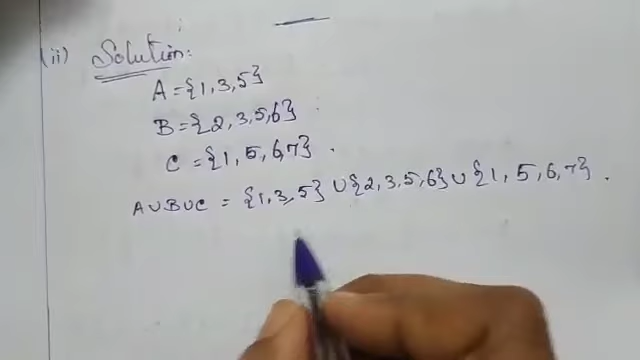 (ii) Solution:
A = {1, 3, 5}
B = {2, 3, 5, 6}
C = {1, 5, 6, 7}.
A∪B∪C = {1, 3, 5} ∪ {2, 3, 5, 6} ∪ {1, 5, 6, 7}.